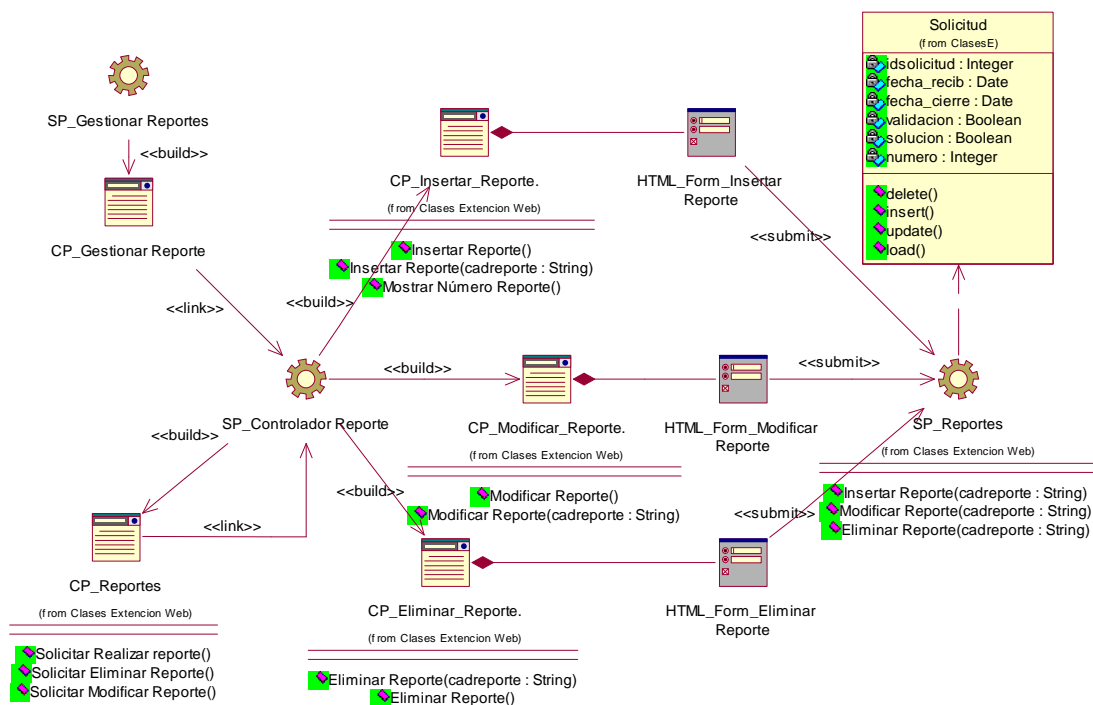 Solicitud
(from ClasesE)
idsolicitud : Integer
fecha_recib : Date
fecha_cierre : Date
validacion : Boolean
solucion : Boolean
numero : Integer
delete()
insert()
update()
load()
SP_Gestionar Reportes
<<build>>
CP_Gestionar Reporte
<<link>>
CP_Insertar_Reporte.
(from Clases Extencion Web)
Insertar Reporte()
Insertar Reporte(cadreporte : String)
Mostrar Número Reporte()
<<build>>
HTML_Form_Insertar
Reporte
<<submit>>
SP_Controlador Reporte
<<build>>
CP_Modificar_Reporte.
(from Clases Extencion Web)
Modificar Reporte()
Modificar Reporte(cadreporte : String)
HTML_Form_Modificar
Reporte
<<submit>>
SP_Reportes
(from Clases Extencion Web)
Insertar Reporte(cadreporte : String)
Modificar Reporte(cadreporte : String)
Eliminar Reporte(cadreporte : String)
<<build>>
<<link>>
CP_Reportes
(from Clases Extencion Web)
Solicitar Realizar reporte()
Solicitar Eliminar Reporte()
Solicitar Modificar Reporte()
<<build>>
CP_Eliminar_Reporte.
(from Clases Extencion Web)
Eliminar Reporte(cadreporte : String)
Eliminar Reporte()
<<submit>>
HTML_Form_Eliminar
Reporte